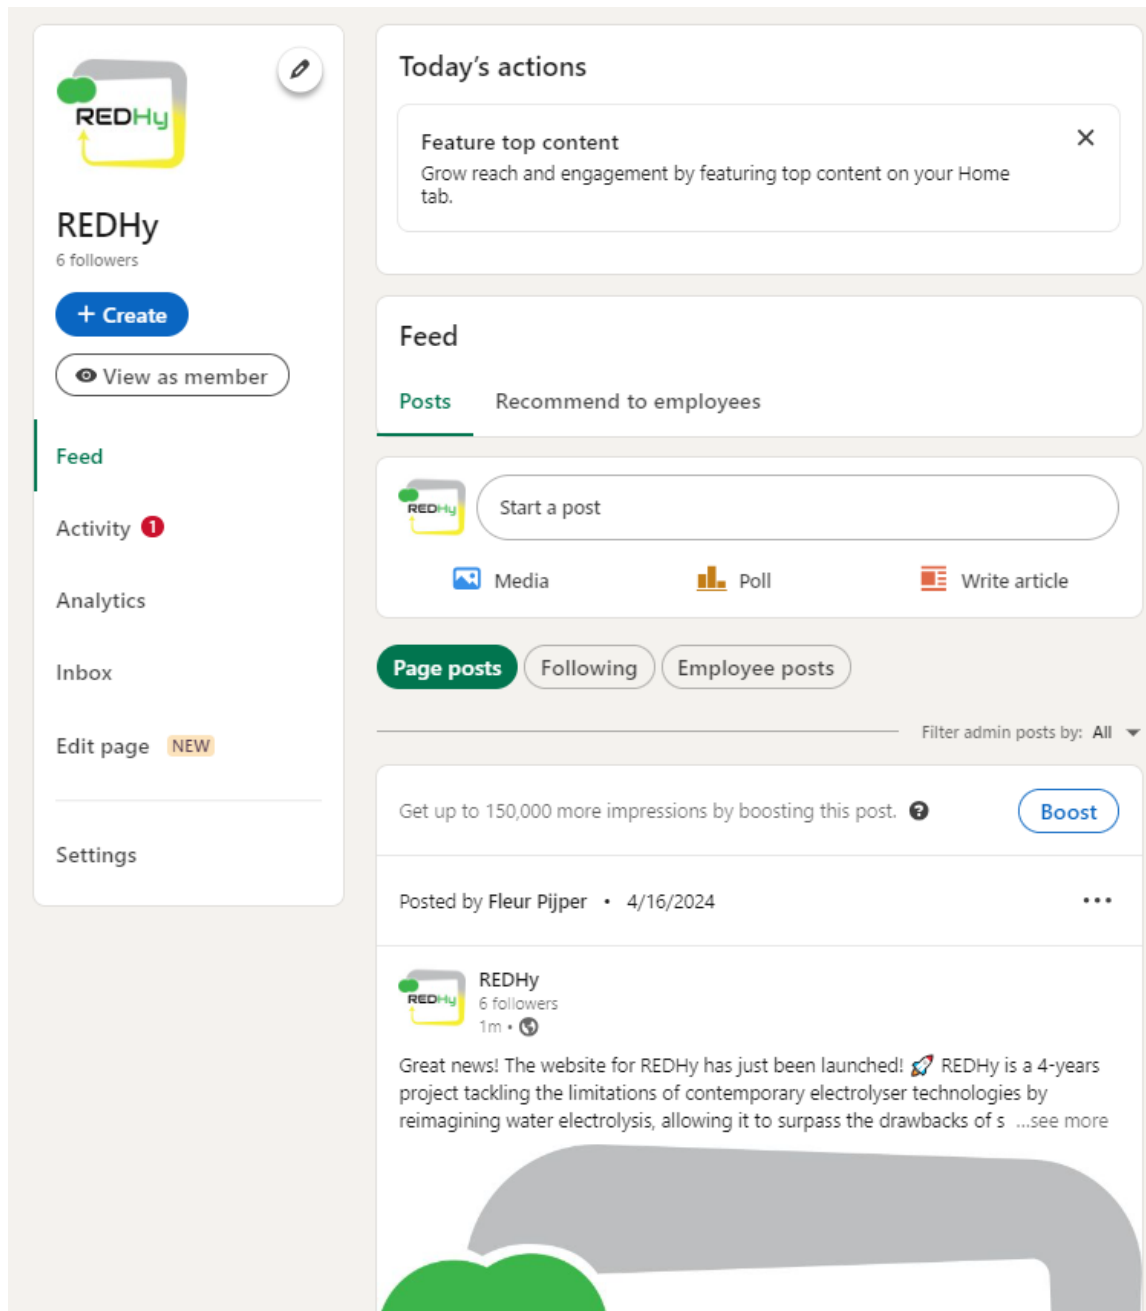 REDHy
REDHy
6 followers
+ Create
View as member
Feed
Activity 1
Analytics
Inbox
Edit page NEW
Settings
Today's actions
Feature top content
Grow reach and engagement by featuring top content on your Home
tab.
Feed
Posts Recommend to employees
REDHy
Start a post
Media Poll Write article
Page posts Following Employee posts
Filter admin posts by: All
Get up to 150,000 more impressions by boosting this post. ? Boost
Posted by Fleur Pijper • 4/16/2024
REDHy
REDHy
6 followers
1m •
Great news! The website for REDHy has just been launched! 🚀 REDHy is a 4-years
project tackling the limitations of contemporary electrolyser technologies by
reimagining water electrolysis, allowing it to surpass the drawbacks of s ...see more